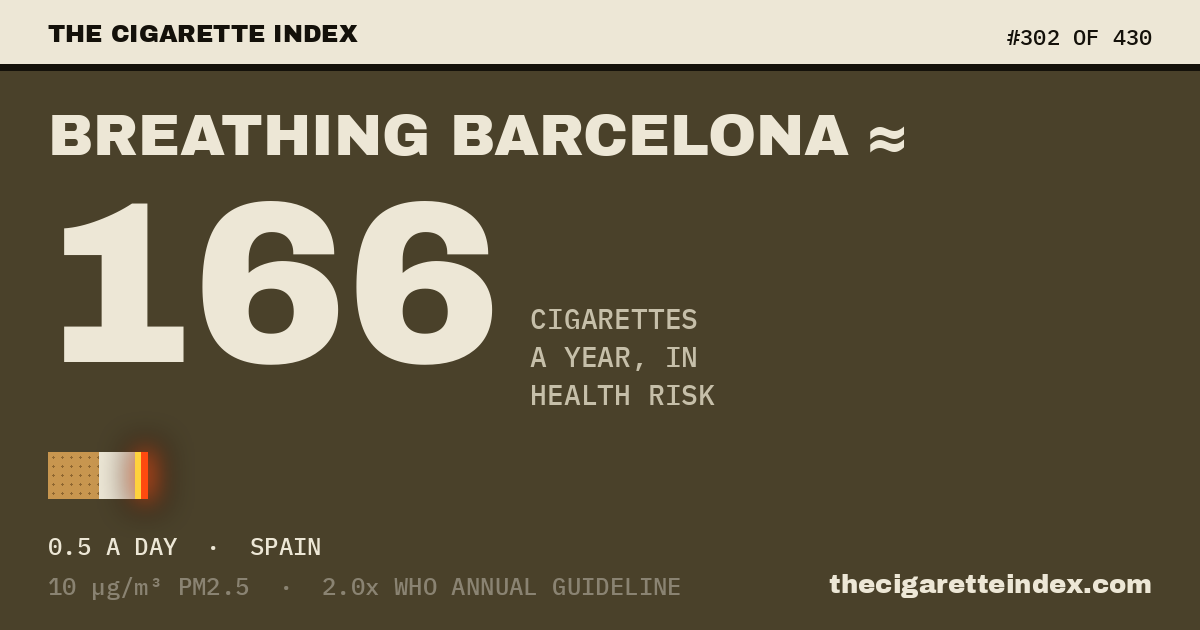 THE CIGARETTE INDEX
#302 OF 430
BREATHING BARCELONA ≈
166
CIGARETTES
A YEAR, IN
HEALTH RISK
0.5 A DAY · SPAIN
10 µg/m³ PM2.5 · 2.0x WHO ANNUAL GUIDELINE
thecigaretteindex.com